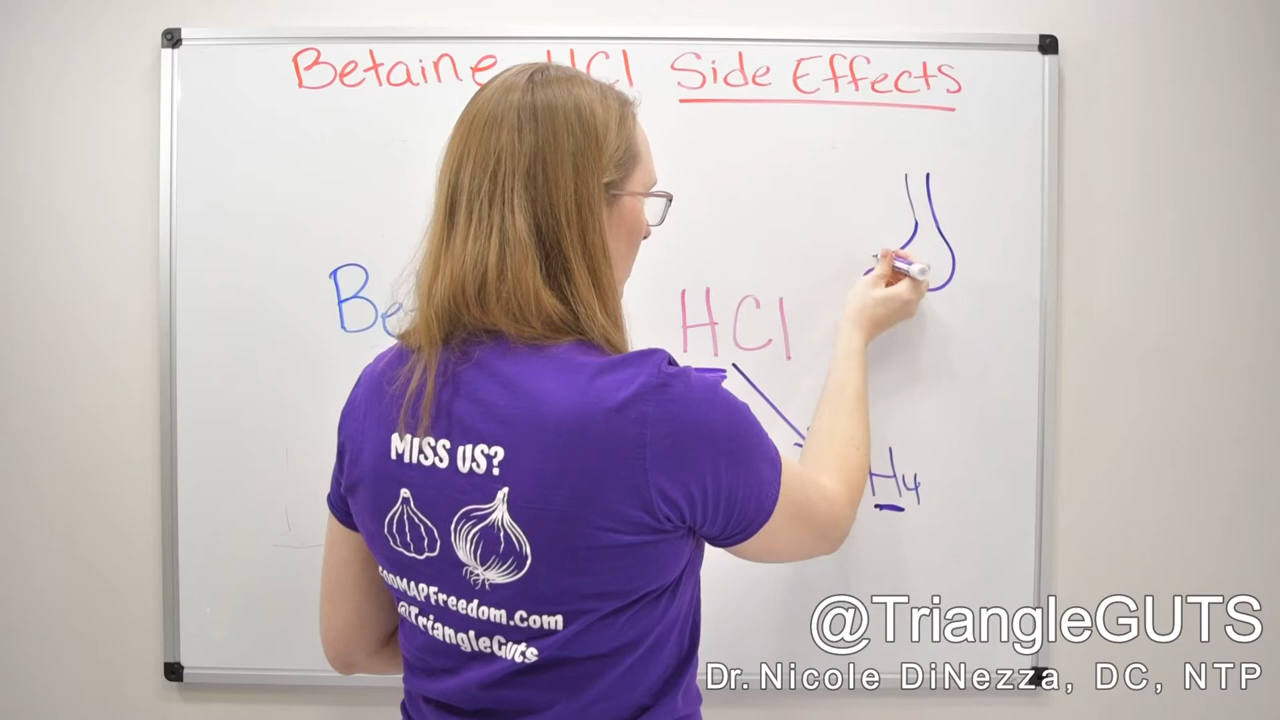 Betaine HCl Side Effects
Be
HCl
H4
MISS US?
FODMAPFreedom.Com
@TriangleGuts
@TriangleGUTS
Dr. Nicole DiNezza, DC, NTP